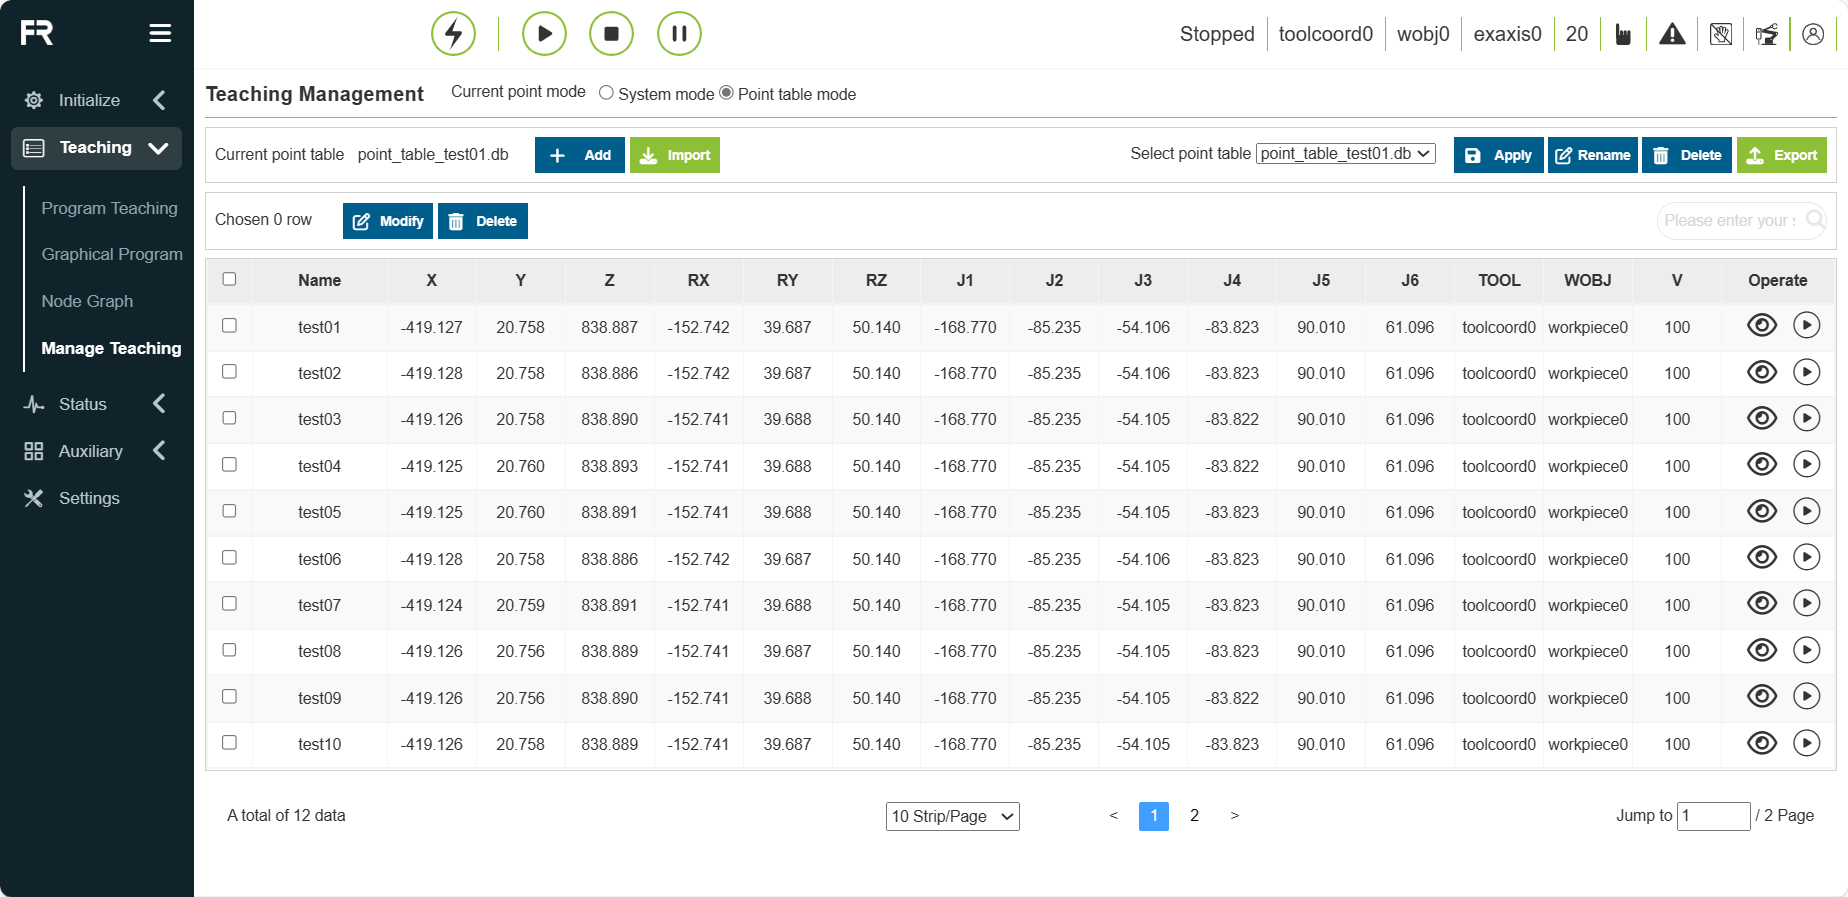 FR
Stopped toolcoord0 wobj0 exaxis0 20
Initialize
Teaching
Program Teaching
Graphical Program
Node Graph
Manage Teaching
Status
Auxiliary
Settings
Teaching Management Current point mode System mode Point table mode
Current point table point_table_test01.db Add Import Select point table point_table_test01.db Apply Rename Delete Export
Chosen 0 row Modify Delete Please enter your
Name X Y Z RX RY RZ J1 J2 J3 J4 J5 J6 TOOL WOBJ V Operate
test01 -419.127 20.758 838.887 -152.742 39.687 50.140 -168.770 -85.235 -54.106 -83.823 90.010 61.096 toolcoord0 workpiece0 100
test02 -419.128 20.758 838.886 -152.742 39.687 50.140 -168.770 -85.235 -54.106 -83.823 90.010 61.096 toolcoord0 workpiece0 100
test03 -419.126 20.758 838.890 -152.741 39.688 50.140 -168.770 -85.235 -54.105 -83.822 90.010 61.096 toolcoord0 workpiece0 100
test04 -419.125 20.760 838.893 -152.741 39.688 50.140 -168.770 -85.235 -54.105 -83.822 90.010 61.096 toolcoord0 workpiece0 100
test05 -419.125 20.760 838.891 -152.741 39.688 50.140 -168.770 -85.235 -54.105 -83.823 90.010 61.096 toolcoord0 workpiece0 100
test06 -419.128 20.758 838.886 -152.742 39.687 50.140 -168.770 -85.235 -54.106 -83.823 90.010 61.096 toolcoord0 workpiece0 100
test07 -419.124 20.759 838.891 -152.741 39.688 50.140 -168.770 -85.235 -54.105 -83.823 90.010 61.096 toolcoord0 workpiece0 100
test08 -419.126 20.756 838.889 -152.741 39.687 50.140 -168.770 -85.235 -54.105 -83.823 90.010 61.096 toolcoord0 workpiece0 100
test09 -419.126 20.756 838.890 -152.741 39.688 50.140 -168.770 -85.235 -54.105 -83.822 90.010 61.096 toolcoord0 workpiece0 100
test10 -419.126 20.758 838.889 -152.741 39.687 50.140 -168.770 -85.235 -54.105 -83.823 90.010 61.096 toolcoord0 workpiece0 100
A total of 12 data 10 Strip/Page < 1 2 > Jump to 1 / 2 Page